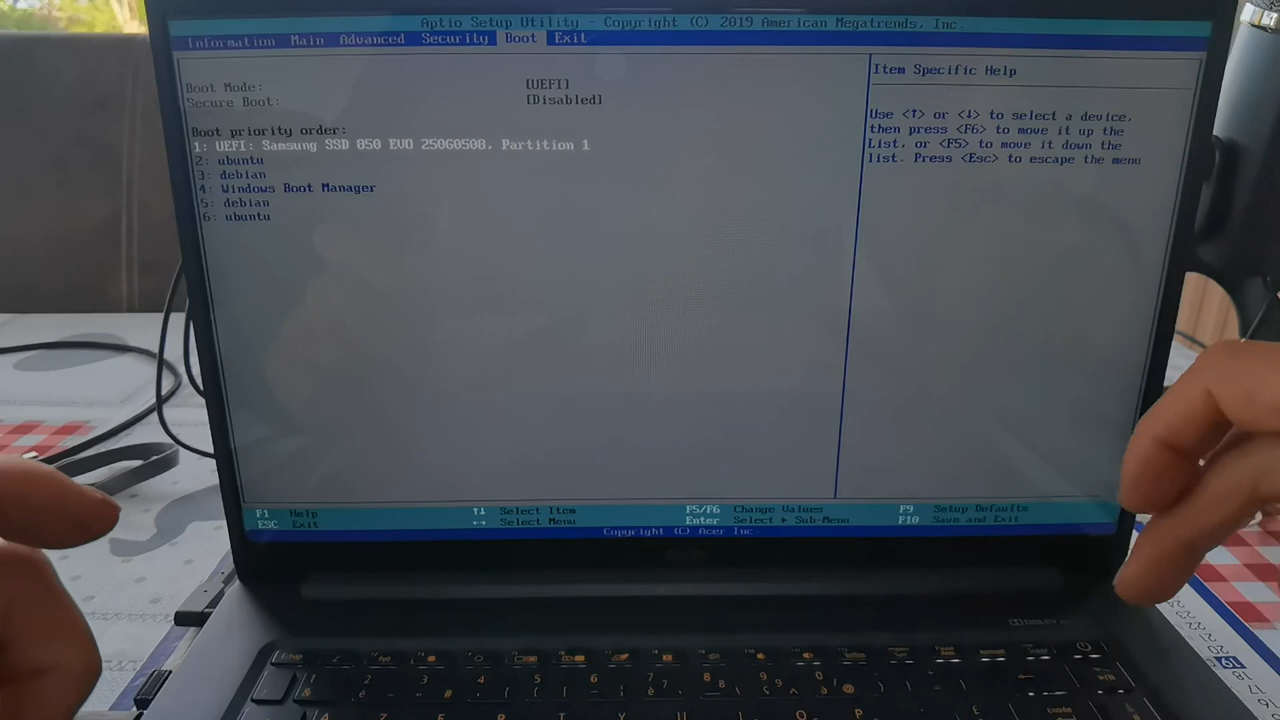 Aptio Setup Utility - Copyright (C) 2019 American Megatrends, Inc.
Information Main Advanced Security Boot Exit
Item Specific Help
Boot Mode: [UEFI]
Secure Boot: [Disabled]
Boot priority order:
1: UEFI: Samsung SSD 850 EVO 250G0508, Partition 1
2: ubuntu
3: debian
4: Windows Boot Manager
5: debian
6: ubuntu
Use <↑> or <↓> to select a device,
then press <F6> to move it up the
List, or <F5> to move it down the
list. Press <Esc> to escape the menu
F1 Help ↑↓ Select Item F5/F6 Change Values F9 Setup Defaults
ESC Exit ←→ Select Menu Enter Select ▶ Sub-Menu F10 Save and Exit
Copyright (C) Acer Inc.